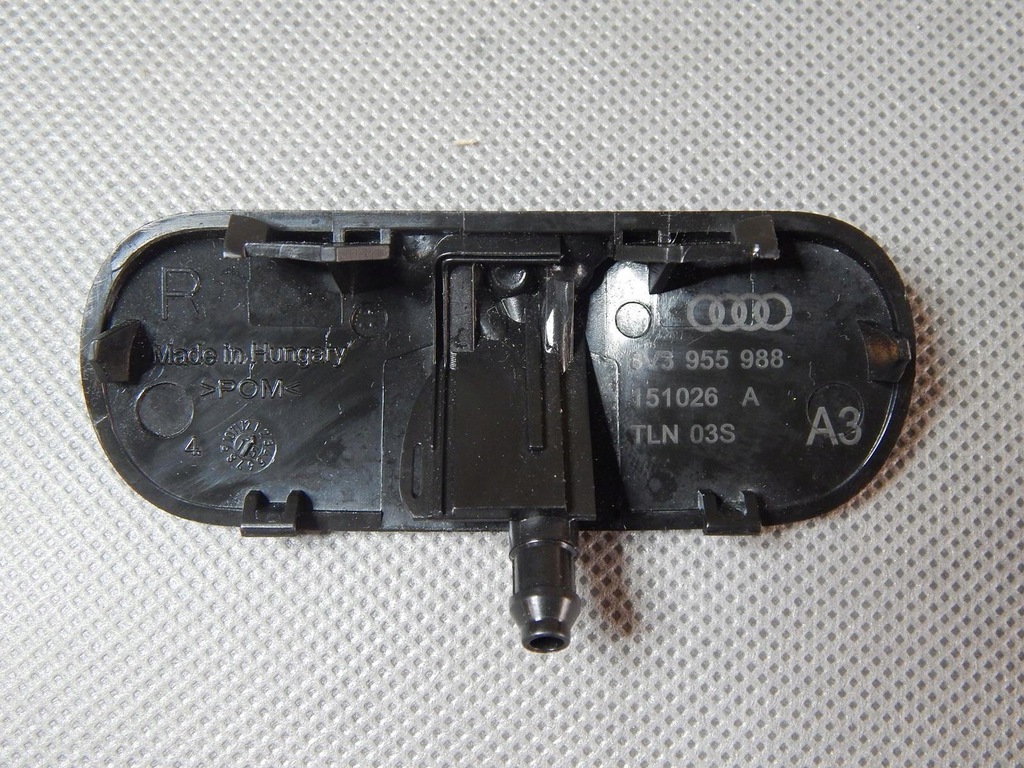 R
Made in Hungary
>POM<
4
8V3 955 988
151026 A
TLN 03S
A3